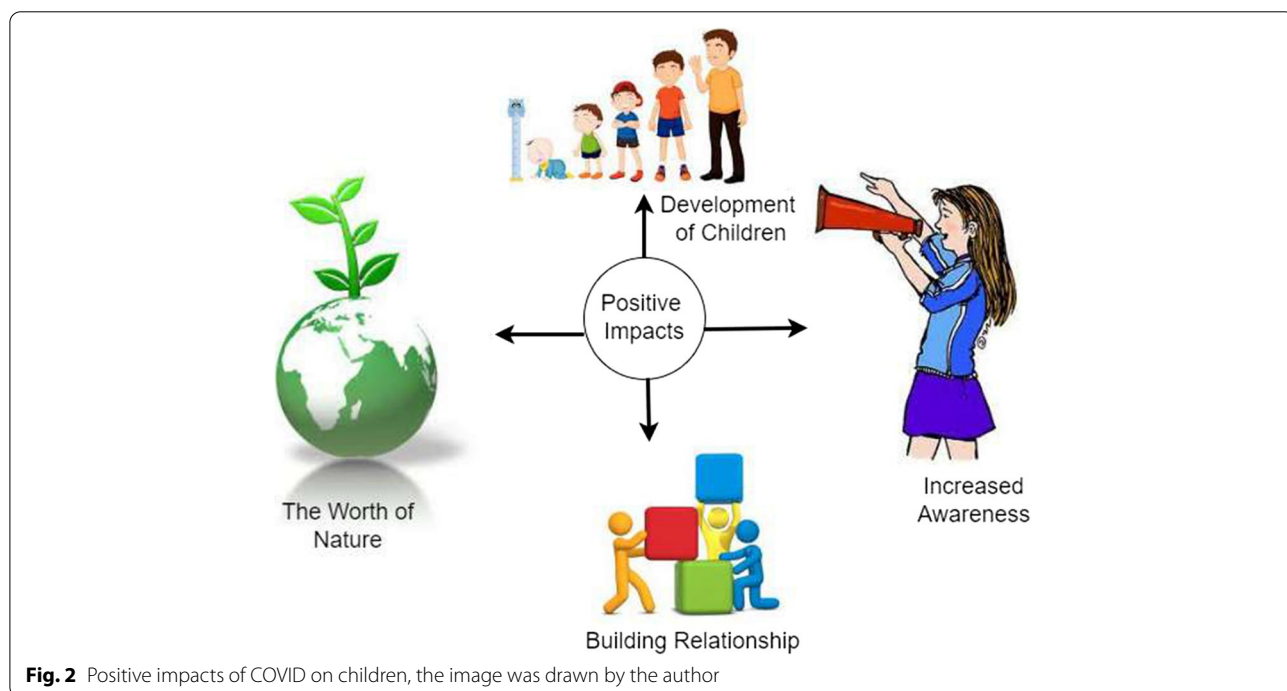 Development
of Children
Positive
Impacts
The Worth of
Nature
Increased
Awareness
Building Relationship
Fig. 2 Positive impacts of COVID on children, the image was drawn by the author